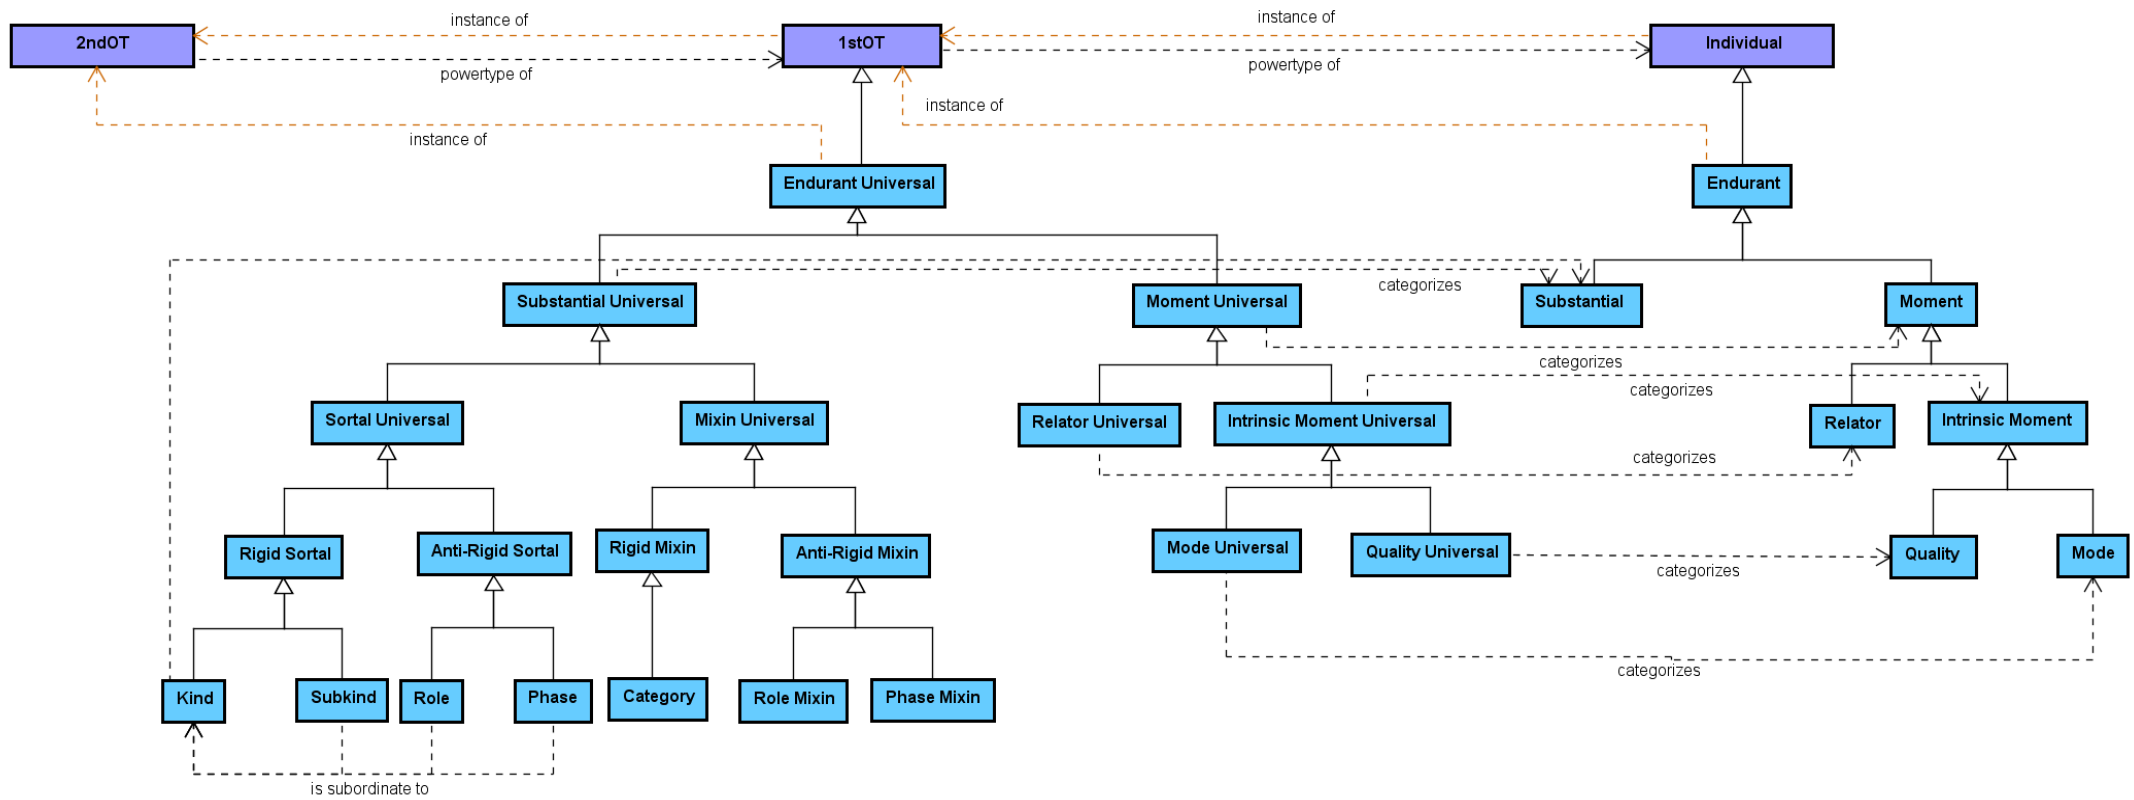 instance of
instance of
2ndOT
1stOT
Individual
powertype of
powertype of
instance of
instance of
Endurant Universal
Endurant
categorizes
Substantial Universal
Moment Universal
Substantial
Moment
categorizes
categorizes
Sortal Universal
Mixin Universal
Relator Universal
Intrinsic Moment Universal
Relator
Intrinsic Moment
categorizes
Rigid Sortal
Anti-Rigid Sortal
Rigid Mixin
Anti-Rigid Mixin
Mode Universal
Quality Universal
Quality
Mode
categorizes
categorizes
Kind
Subkind
Role
Phase
Category
Role Mixin
Phase Mixin
is subordinate to